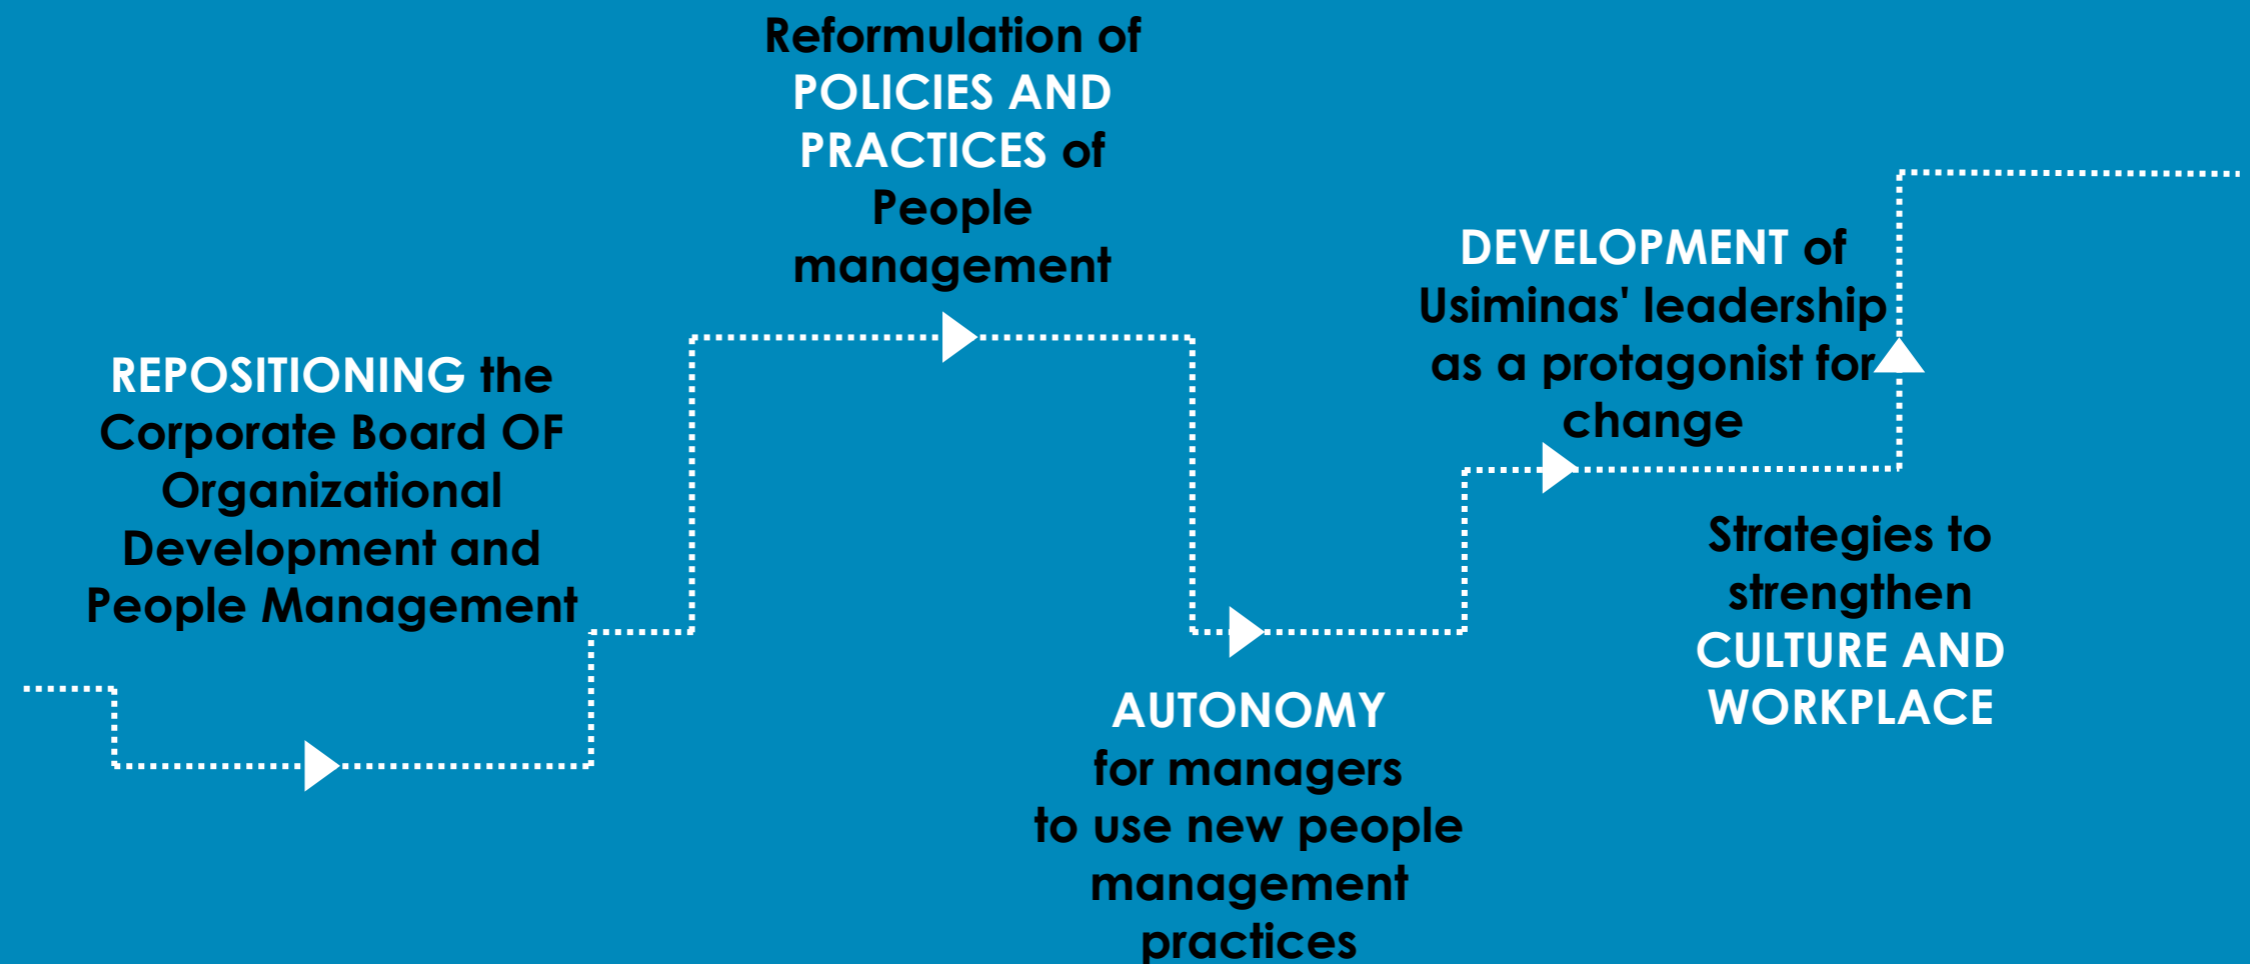 REPOSITIONING the
Corporate Board OF
Organizational
Development and
People Management
Reformulation of
POLICIES AND
PRACTICES of
People
management
AUTONOMY
for managers
to use new people
management
practices
DEVELOPMENT of
Usiminas' leadership
as a protagonist for
change
Strategies to
strengthen
CULTURE AND
WORKPLACE